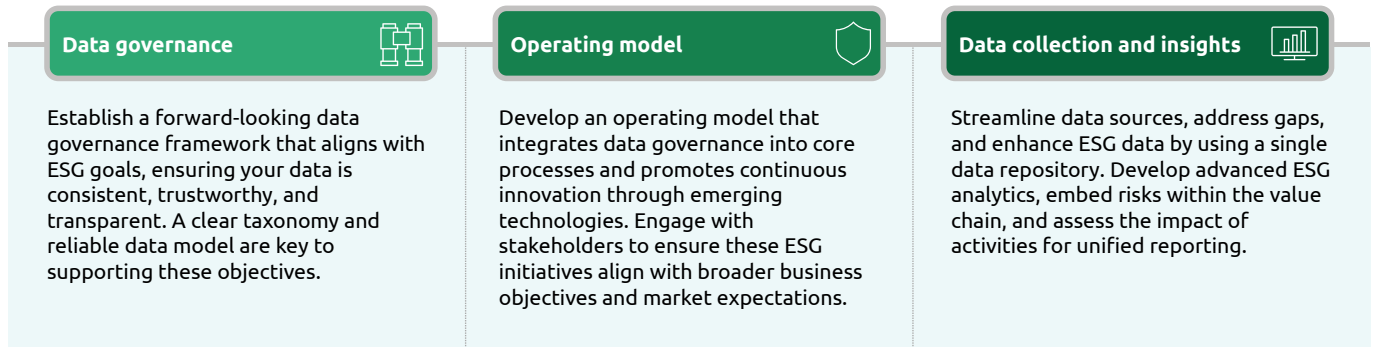 Data governance
Establish a forward-looking data
governance framework that aligns with
ESG goals, ensuring your data is
consistent, trustworthy, and
transparent. A clear taxonomy and
reliable data model are key to
supporting these objectives.
Operating model
Develop an operating model that
integrates data governance into core
processes and promotes continuous
innovation through emerging
technologies. Engage with
stakeholders to ensure these ESG
initiatives align with broader business
objectives and market expectations.
Data collection and insights
Streamline data sources, address gaps,
and enhance ESG data by using a single
data repository. Develop advanced ESG
analytics, embed risks within the value
chain, and assess the impact of
activities for unified reporting.